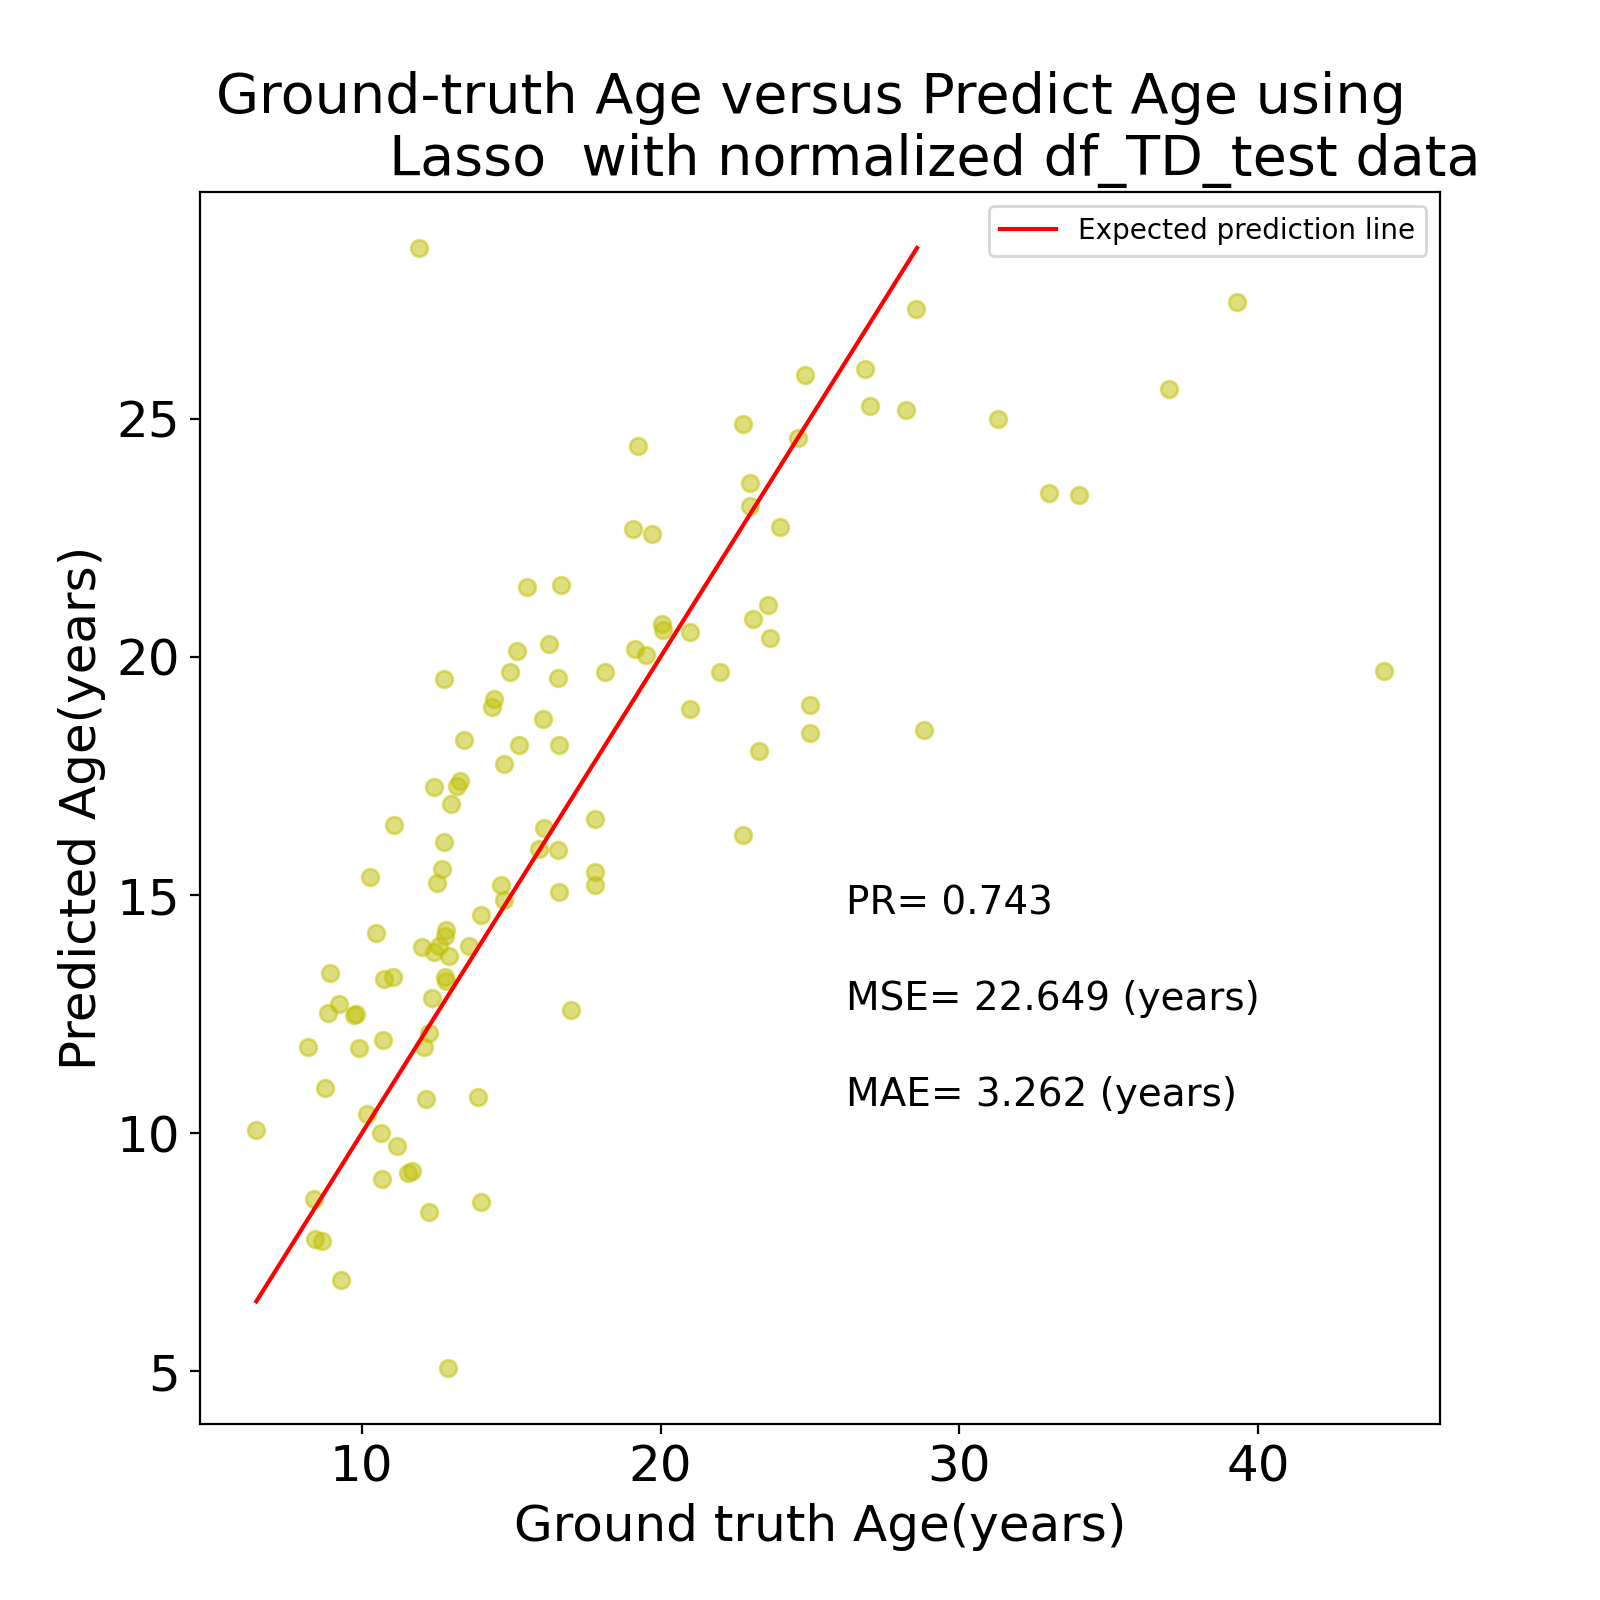 Ground-truth Age versus Predict Age using
Lasso  with normalized df_TD_test data
Expected prediction line
25
20
15
10
5
Predicted Age(years)
PR= 0.743
MSE= 22.649 (years)
MAE= 3.262 (years)
10 20 30 40
Ground truth Age(years)